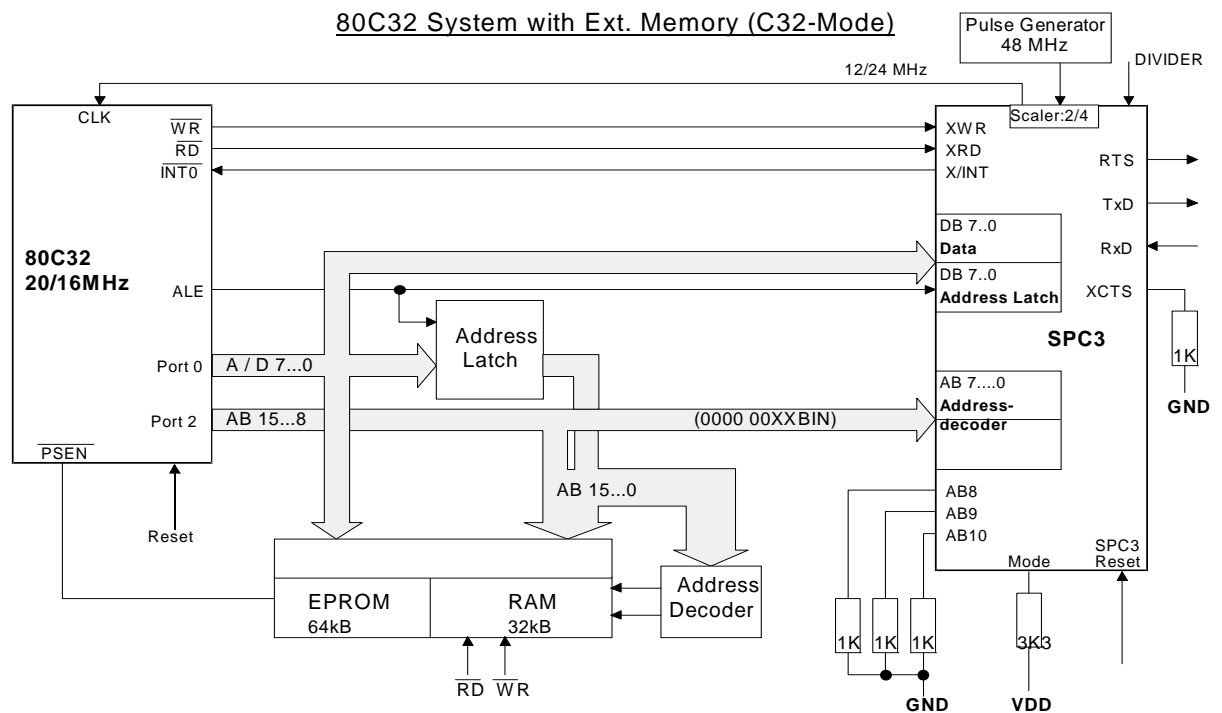 80C32 System with Ext. Memory (C32-Mode)
Pulse Generator
48 MHz
DIVIDER
12/24 MHz
Scaler:2/4
CLK
WR
RD
INT0
80C32
20/16MHz
ALE
Port 0
Port 2
PSEN
Reset
A / D 7...0
AB 15...8
(0000 00XXBIN)
Address
Latch
AB 15...0
EPROM
64kB
RAM
32kB
RD
WR
Address
Decoder
XWR
XRD
X/INT
DB 7..0
Data
DB 7..0
Address Latch
SPC3
AB 7....0
Address-
decoder
AB8
AB9
AB10
Mode
SPC3
Reset
RTS
TxD
RxD
XCTS
1K
GND
1K
1K
1K
3K3
GND
VDD